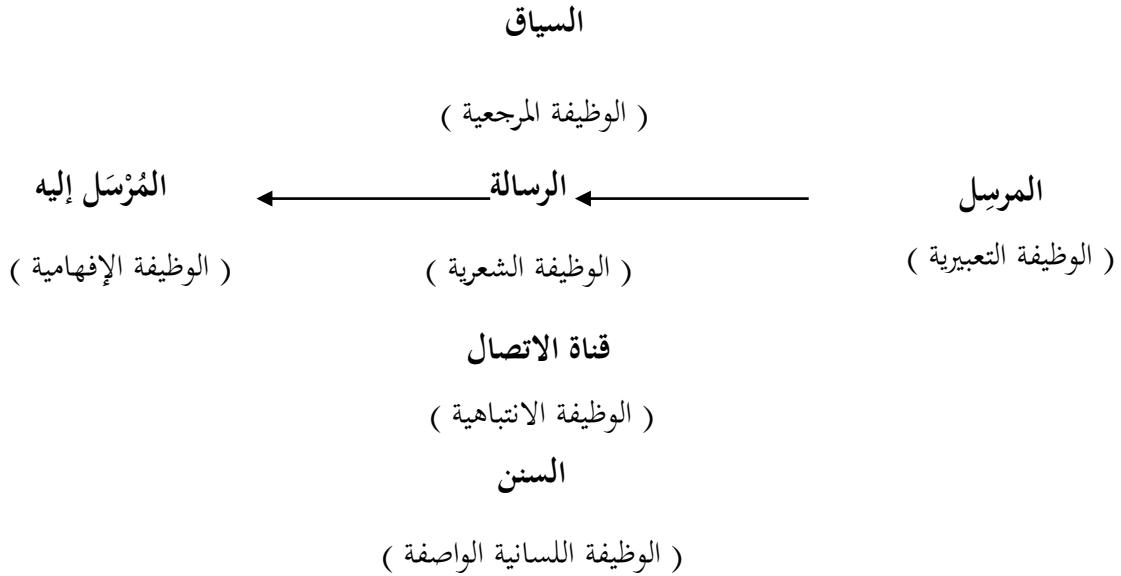 السياق
( الوظيفة المرجعية )
المرسِل الرسالة المُرْسَل إليه
( الوظيفة التعبيرية ) ( الوظيفة الشعرية ) ( الوظيفة الإفهامية )
قناة الاتصال
( الوظيفة الانتباهية )
السنن
( الوظيفة اللسانية الواصفة )